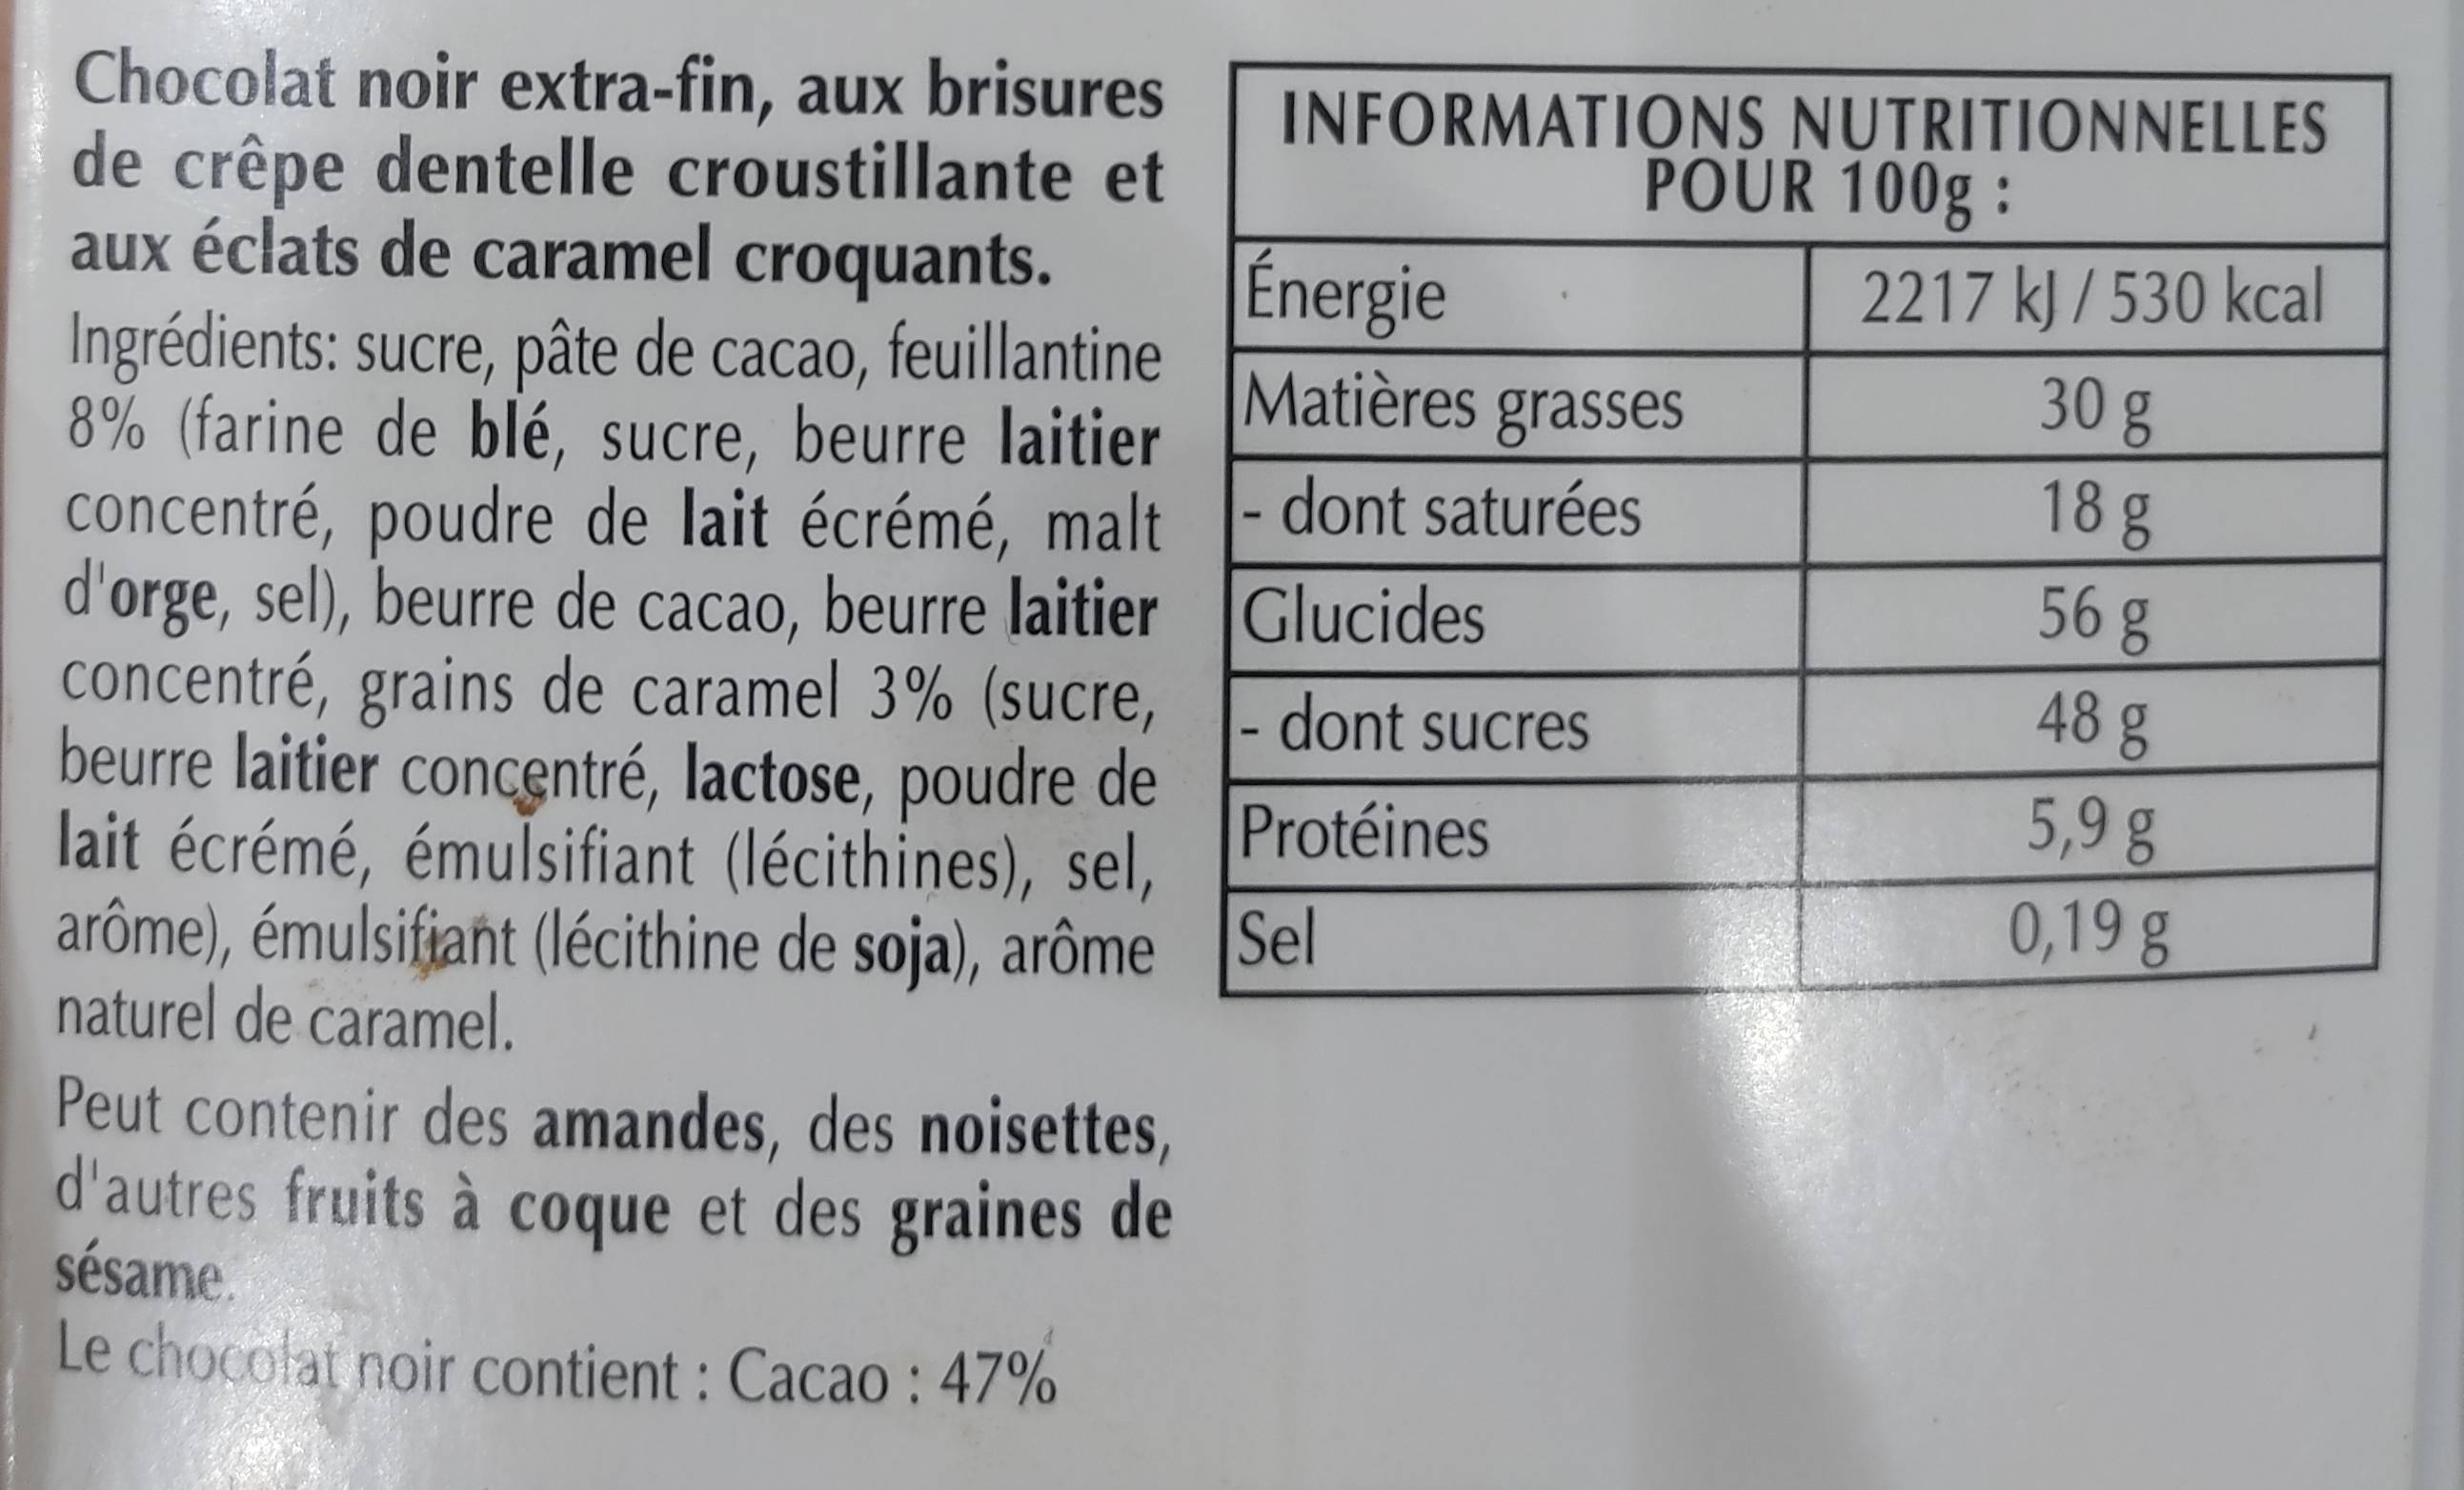 Chocolat noir extra-fin, aux brisures
de crêpe dentelle croustillante et
aux éclats de caramel croquants.
Ingrédients: sucre, pâte de cacao, feuillantine
8% (farine de blé, sucre, beurre laitier
concentré, poudre de lait écrémé, malt
d'orge, sel), beurre de cacao, beurre laitier
concentré, grains de caramel 3% (sucre,
beurre laitier concentré, lactose, poudre de
lait écrémé, émulsifiant (lécithines), sel,
arôme), émulsifiant (lécithine de soja), arôme
naturel de caramel.
Peut contenir des amandes, des noisettes,
d'autres fruits à coque et des graines de
sésame.
Le chocolat noir contient : Cacao : 47%
INFORMATIONS NUTRITIONNELLES
POUR 100g :
Énergie 2217 kJ / 530 kcal
Matières grasses 30 g
- dont saturées 18 g
Glucides 56 g
- dont sucres 48 g
Protéines 5,9 g
Sel 0,19 g